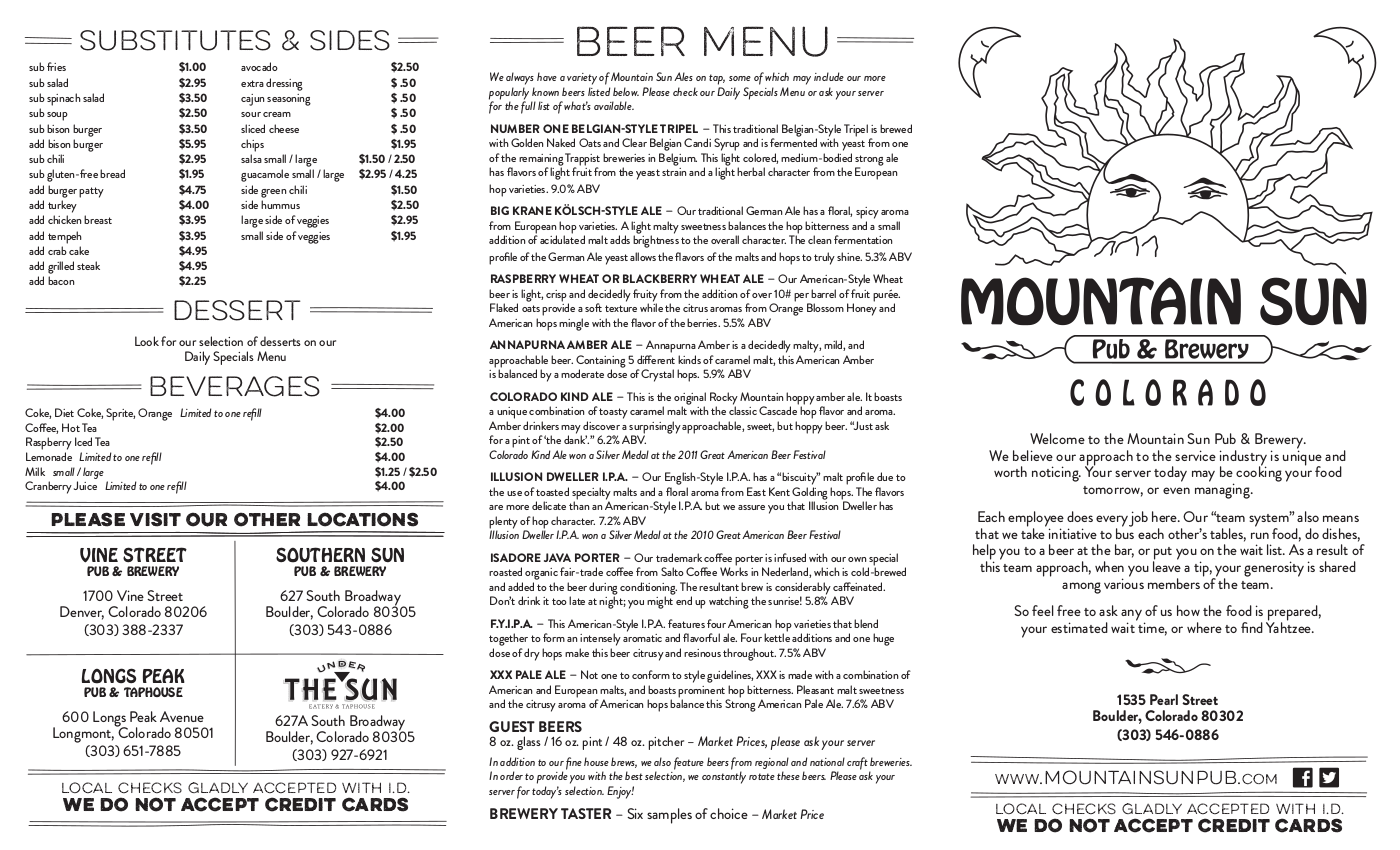 SUBSTITUTES & SIDES
sub fries $1.00
sub salad $2.95
sub spinach salad $3.50
sub soup $2.50
sub bison burger $3.50
add bison burger $5.95
sub chili $2.95
sub gluten-free bread $1.95
add burger patty $4.75
add turkey $4.00
add chicken breast $3.95
add tempeh $3.95
add crab cake $4.95
add grilled steak $4.95
add bacon $2.25
avocado $2.50
extra dressing $ .50
cajun seasoning $ .50
sour cream $ .50
sliced cheese $ .50
chips $1.95
salsa small / large $1.50 / 2.50
guacamole small / large $2.95 / 4.25
side green chili $1.50
side hummus $2.50
large side of veggies $2.95
small side of veggies $1.95
DESSERT
Look for our selection of desserts on our
Daily Specials Menu
BEVERAGES
Coke, Diet Coke, Sprite, Orange Limited to one refill $4.00
Coffee, Hot Tea $2.00
Raspberry Iced Tea $2.50
Lemonade Limited to one refill $4.00
Milk small / large $1.25 / $2.50
Cranberry Juice Limited to one refill $4.00
PLEASE VISIT OUR OTHER LOCATIONS
VINE STREET
PUB & BREWERY
1700 Vine Street
Denver, Colorado 80206
(303) 388-2337
SOUTHERN SUN
PUB & BREWERY
627 South Broadway
Boulder, Colorado 80305
(303) 543-0886
LONGS PEAK
PUB & TAPHOUSE
600 Longs Peak Avenue
Longmont, Colorado 80501
(303) 651-7885
UNDER
THE SUN
EATERY & TAPHOUSE
627A South Broadway
Boulder, Colorado 80305
(303) 927-6921
LOCAL CHECKS GLADLY ACCEPTED WITH I.D.
WE DO NOT ACCEPT CREDIT CARDS
BEER MENU
We always have a variety of Mountain Sun Ales on tap, some of which may include our more
popularly known beers listed below. Please check our Daily Specials Menu or ask your server
for the full list of what's available.
NUMBER ONE BELGIAN-STYLE TRIPEL – This traditional Belgian-Style Tripel is brewed
with Golden Naked Oats and Clear Belgian Candi Syrup and is fermented with yeast from one
of the remaining Trappist breweries in Belgium. This light colored, medium-bodied strong ale
has flavors of light fruit from the yeast strain and a light herbal character from the European
hop varieties. 9.0% ABV
BIG KRANE KÖLSCH-STYLE ALE – Our traditional German Ale has a floral, spicy aroma
from European hop varieties. A light malty sweetness balances the hop bitterness and a small
addition of acidulated malt adds brightness to the overall character. The clean fermentation
profile of the German Ale yeast allows the flavors of the malts and hops to truly shine. 5.3% ABV
RASPBERRY WHEAT OR BLACKBERRY WHEAT ALE – Our American-Style Wheat
beer is light, crisp and decidedly fruity from the addition of over 10# per barrel of fruit purée.
Flaked oats provide a soft texture while the citrus aromas from Orange Blossom Honey and
American hops mingle with the flavor of the berries. 5.5% ABV
ANNAPURNA AMBER ALE – Annapurna Amber is a decidedly malty, mild, and
approachable beer. Containing 5 different kinds of caramel malt, this American Amber
is balanced by a moderate dose of Crystal hops. 5.9% ABV
COLORADO KIND ALE – This is the original Rocky Mountain hoppy amber ale. It boasts
a unique combination of toasty caramel malt with the classic Cascade hop flavor and aroma.
Amber drinkers may discover a surprisingly approachable, sweet, but hoppy beer. "Just ask
for a pint of 'the dank'." 6.2% ABV.
Colorado Kind Ale won a Silver Medal at the 2011 Great American Beer Festival
ILLUSION DWELLER I.P.A. – Our English-Style I.P.A. has a "biscuity" malt profile due to
the use of toasted specialty malts and a floral aroma from East Kent Golding hops. The flavors
are more delicate than an American-Style I.P.A. but we assure you that Illusion Dweller has
plenty of hop character. 7.2% ABV
Illusion Dweller I.P.A. won a Silver Medal at the 2010 Great American Beer Festival
ISADORE JAVA PORTER – Our trademark coffee porter is infused with our own special
roasted organic fair-trade coffee from Salto Coffee Works in Nederland, which is cold-brewed
and added to the beer during conditioning. The resultant brew is considerably caffeinated.
Don't drink it too late at night; you might end up watching the sunrise! 5.8% ABV
F.Y.I.P.A. – This American-Style I.P.A. features four American hop varieties that blend
together to form an intensely aromatic and flavorful ale. Four kettle additions and one huge
dose of dry hops make this beer citrusy and resinous throughout. 7.5% ABV
XXX PALE ALE – Not one to conform to style guidelines, XXX is made with a combination of
American and European malts, and boasts prominent hop bitterness. Pleasant malt sweetness
and the citrusy aroma of American hops balance this Strong American Pale Ale. 7.6% ABV
GUEST BEERS
8 oz. glass / 16 oz. pint / 48 oz. pitcher – Market Prices, please ask your server
In addition to our fine house brews, we also feature beers from regional and national craft breweries.
In order to provide you with the best selection, we constantly rotate these beers. Please ask your
server for today's selection. Enjoy!
BREWERY TASTER – Six samples of choice – Market Price
MOUNTAIN SUN
Pub & Brewery
COLORADO
Welcome to the Mountain Sun Pub & Brewery.
We believe our approach to the service industry is unique and
worth noticing. Your server today may be cooking your food
tomorrow, or even managing.
Each employee does every job here. Our "team system" also means
that we take initiative to bus each other's tables, run food, do dishes,
help you to a beer at the bar, or put you on the wait list. As a result of
this team approach, when you leave a tip, your generosity is shared
among various members of the team.
So feel free to ask any of us how the food is prepared,
your estimated wait time, or where to find Yahtzee.
1535 Pearl Street
Boulder, Colorado 80302
(303) 546-0886
WWW.MOUNTAINSUNPUB.COM
LOCAL CHECKS GLADLY ACCEPTED WITH I.D.
WE DO NOT ACCEPT CREDIT CARDS